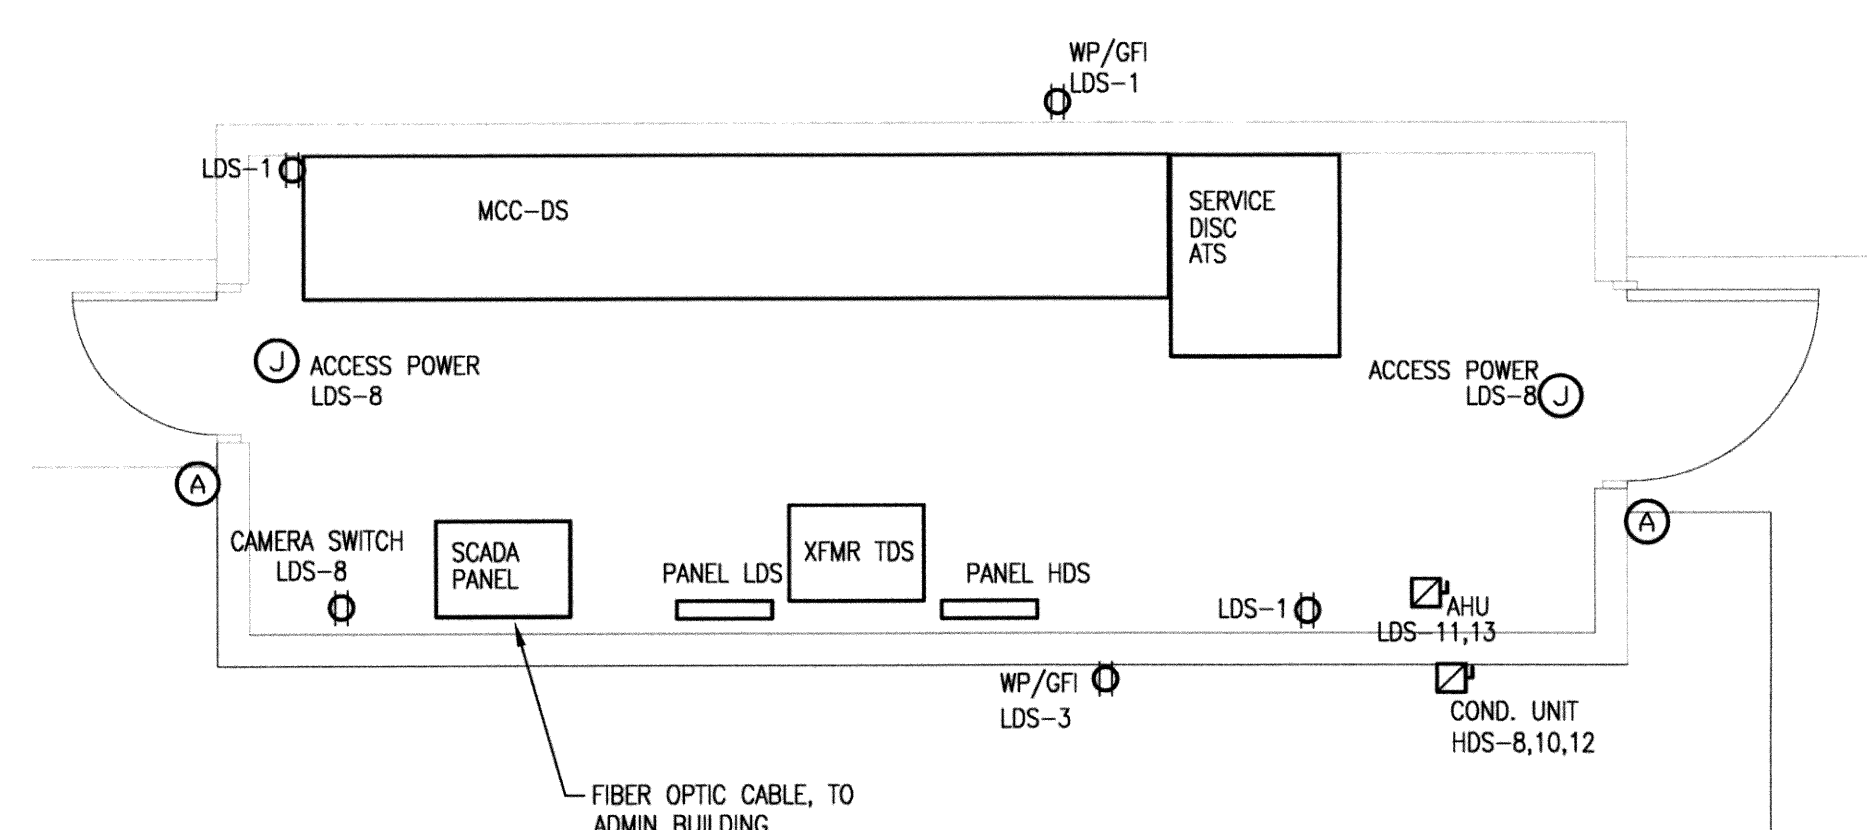 WP/GFI
LDS-1
LDS-1
MCC-DS
SERVICE
DISC
ATS
J
ACCESS POWER
LDS-8
ACCESS POWER
LDS-8
J
A
A
CAMERA SWITCH
LDS-8
SCADA
PANEL
PANEL LDS
XFMR TDS
PANEL HDS
LDS-1
AHU
LDS-11,13
WP/GFI
LDS-3
COND. UNIT
HDS-8,10,12
FIBER OPTIC CABLE, TO
ADMIN BUILDING